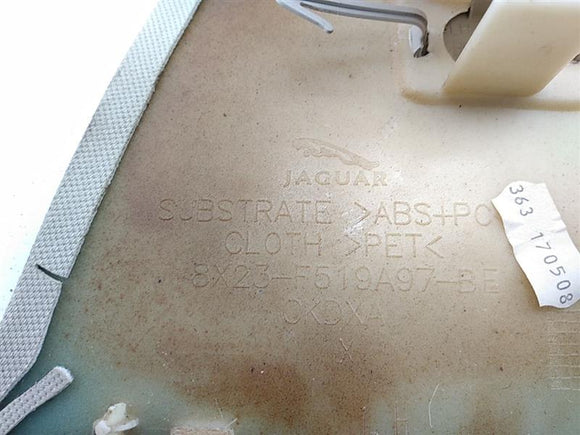 JAGUAR
SUBSTRATE >ABS+PC
CLOTH >PET<
8X23-F519A97-BE
X
363 170508